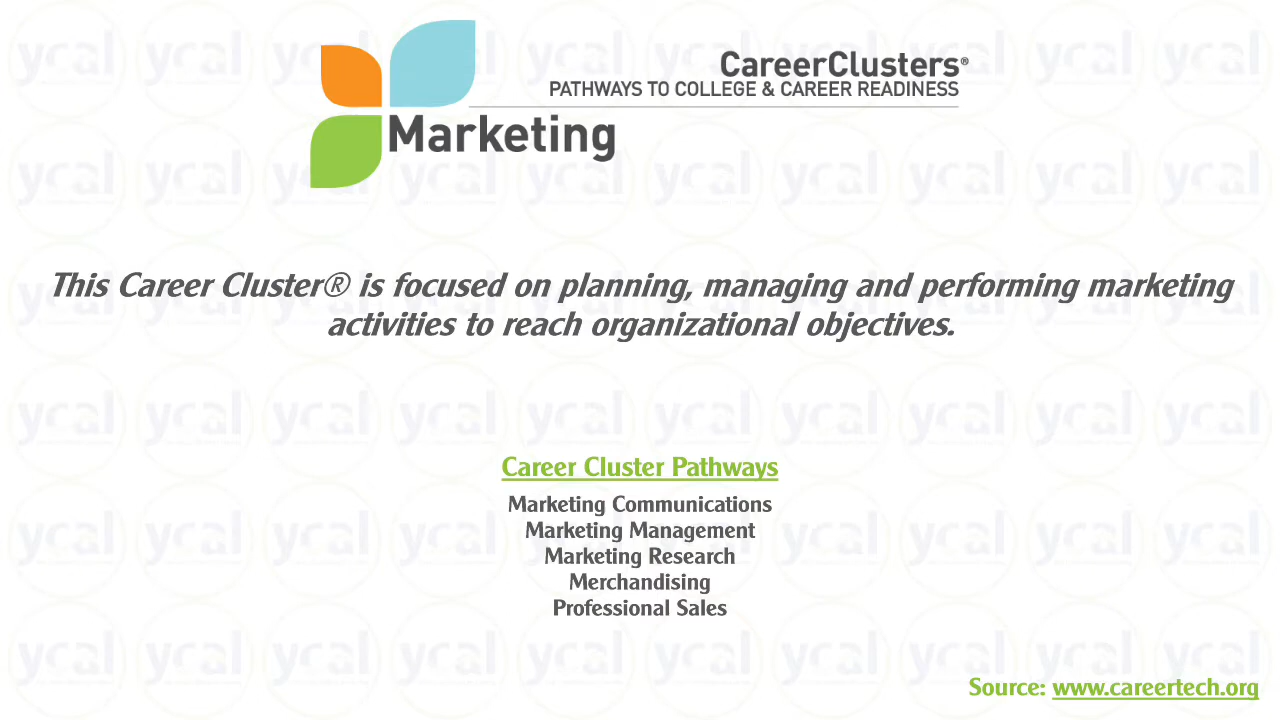 CareerClusters®
PATHWAYS TO COLLEGE & CAREER READINESS
Marketing
This Career Cluster® is focused on planning, managing and performing marketing
activities to reach organizational objectives.
Career Cluster Pathways
Marketing Communications
Marketing Management
Marketing Research
Merchandising
Professional Sales
Source: www.careertech.org
ycal